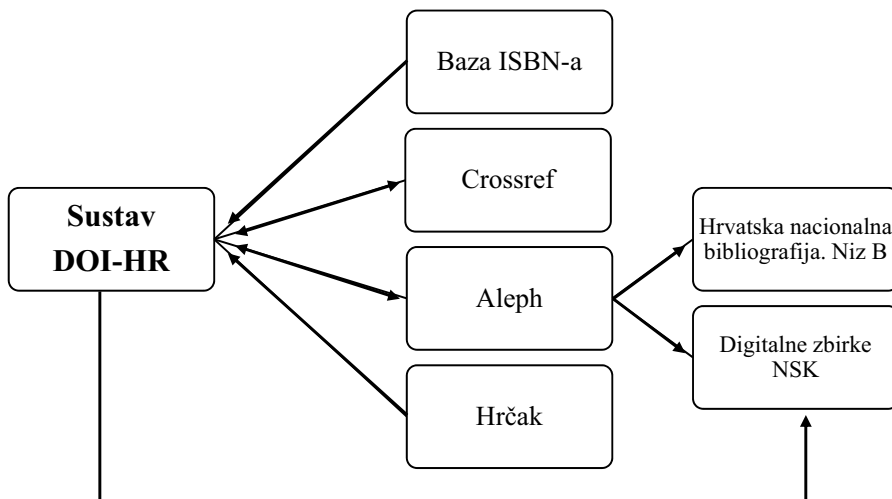 Baza ISBN-a
Crossref
Sustav
DOI-HR
Hrvatska nacionalna
bibliografija. Niz B
Aleph
Digitalne zbirke
NSK
Hrčak